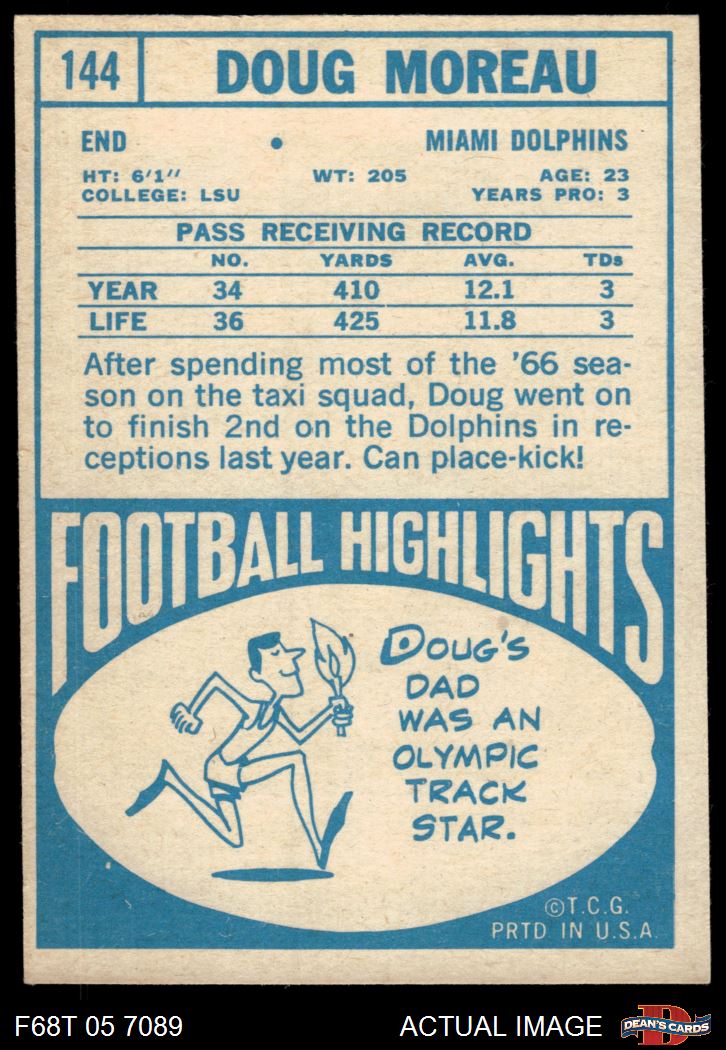 144 DOUG MOREAU
END • MIAMI DOLPHINS
HT: 6'1" WT: 205 AGE: 23
COLLEGE: LSU YEARS PRO: 3
PASS RECEIVING RECORD
NO. YARDS AVG. TDs
YEAR 34 410 12.1 3
LIFE 36 425 11.8 3
After spending most of the '66 sea-
son on the taxi squad, Doug went on
to finish 2nd on the Dolphins in re-
ceptions last year. Can place-kick!
FOOTBALL HIGHLIGHTS
DOUG'S
DAD
WAS AN
OLYMPIC
TRACK
STAR.
©T.C.G.
PRTD IN U.S.A.
F68T 05 7089 ACTUAL IMAGE DEAN'S CARDS